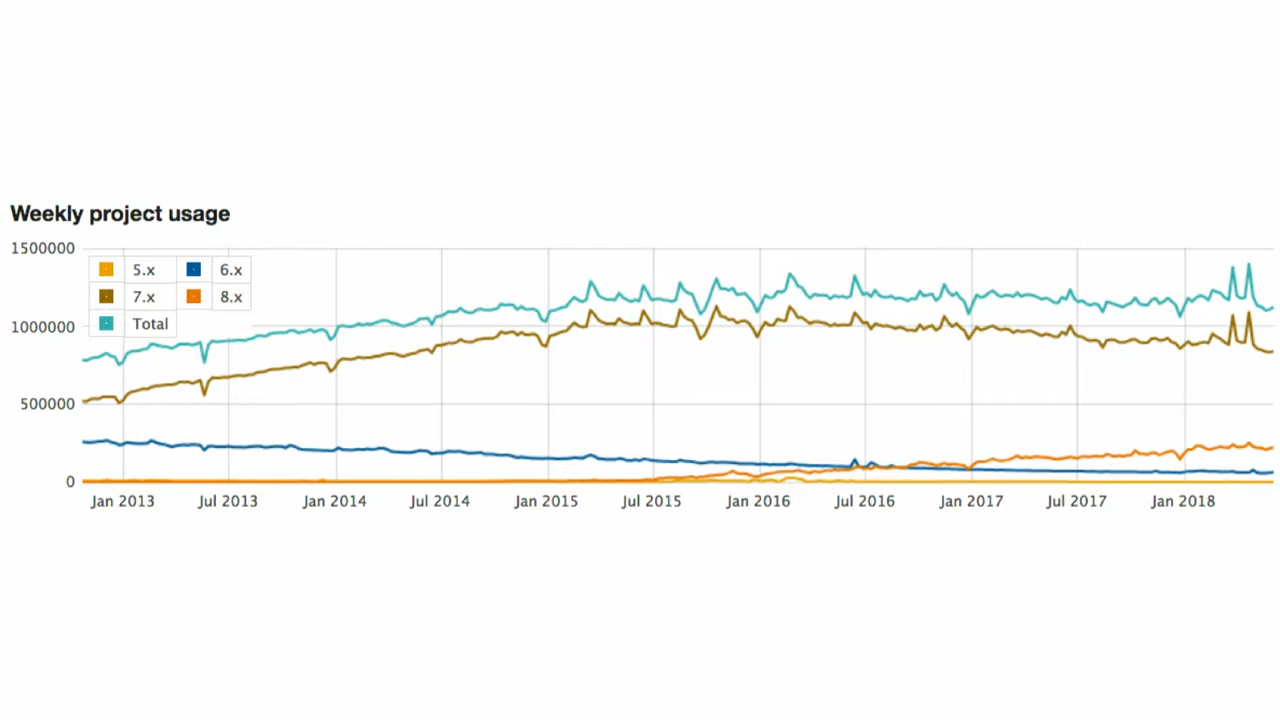 Weekly project usage
1500000
5.x 6.x
7.x 8.x
Total
1000000
500000
0
Jan 2013 Jul 2013 Jan 2014 Jul 2014 Jan 2015 Jul 2015 Jan 2016 Jul 2016 Jan 2017 Jul 2017 Jan 2018